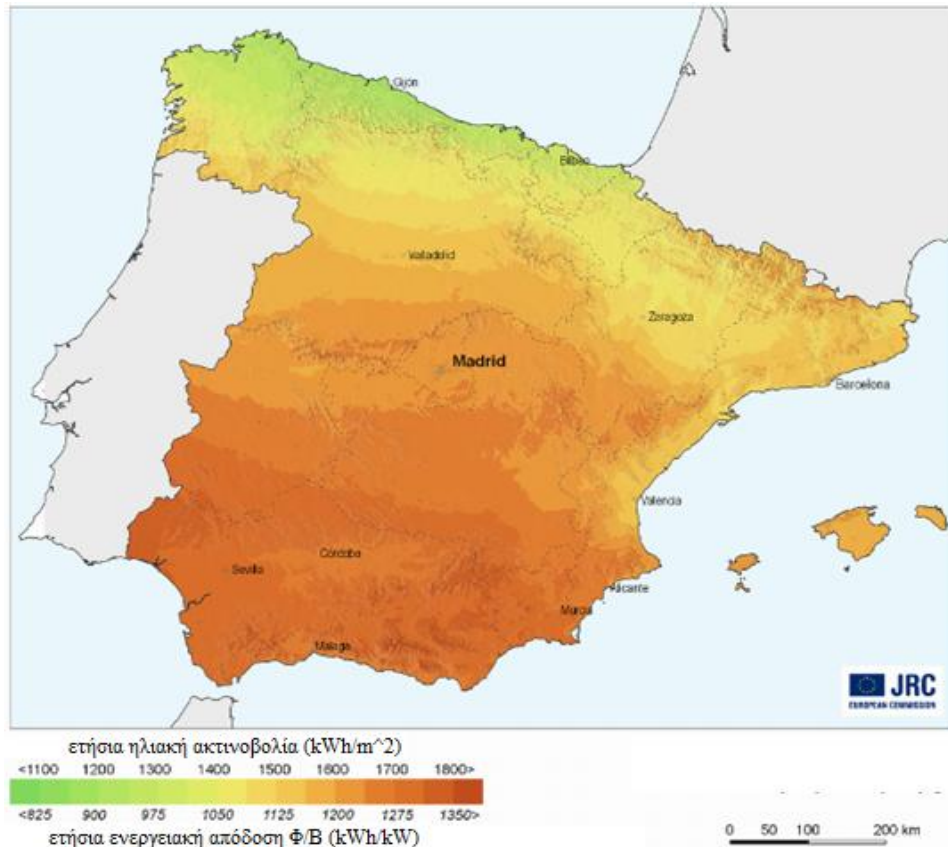 Gijón
Bilbao
Valladolid
Zaragoza
Madrid
Barcelona
Valencia
Córdoba
Sevilla
Alicante
Murcia
Malaga
JRC
EUROPEAN COMMISSION
ετήσια ηλιακή ακτινοβολία (kWh/m^2)
<1100 1200 1300 1400 1500 1600 1700 1800>
<825 900 975 1050 1125 1200 1275 1350>
ετήσια ενεργειακή απόδοση Φ/Β (kWh/kW)
0 50 100 200 km